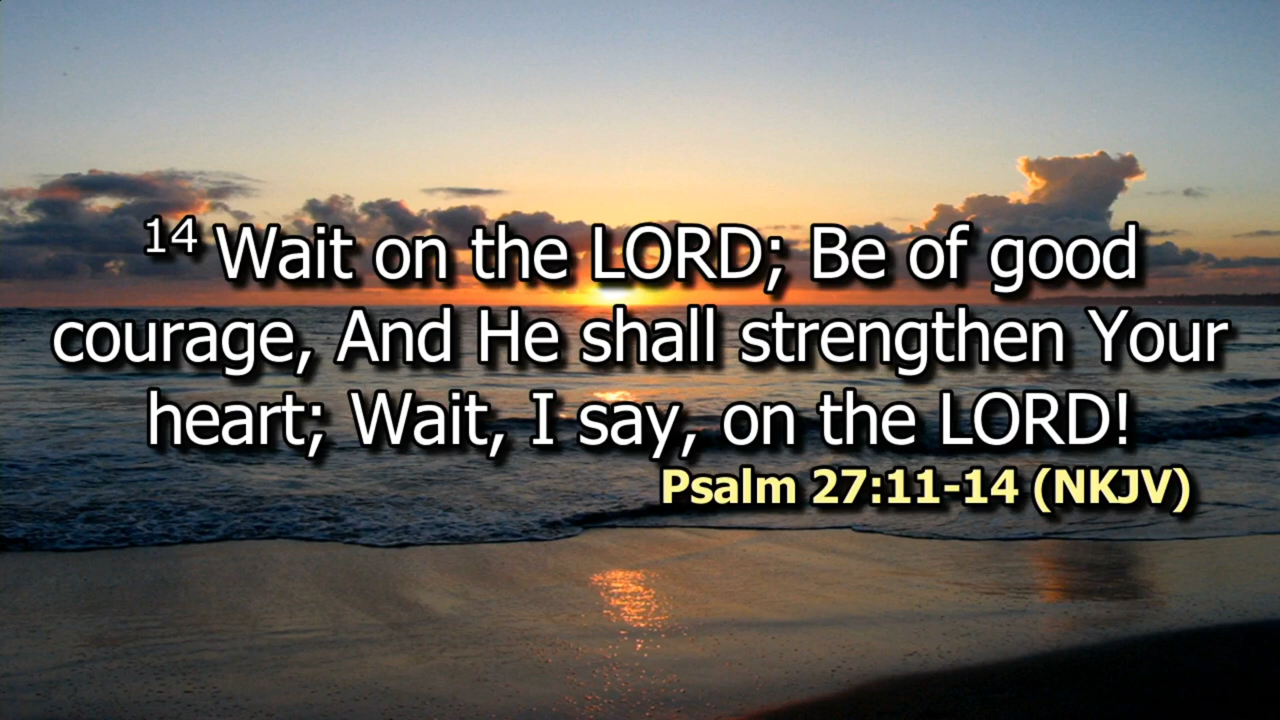 14 Wait on the LORD; Be of good
courage, And He shall strengthen Your
heart; Wait, I say, on the LORD!
Psalm 27:11-14 (NKJV)